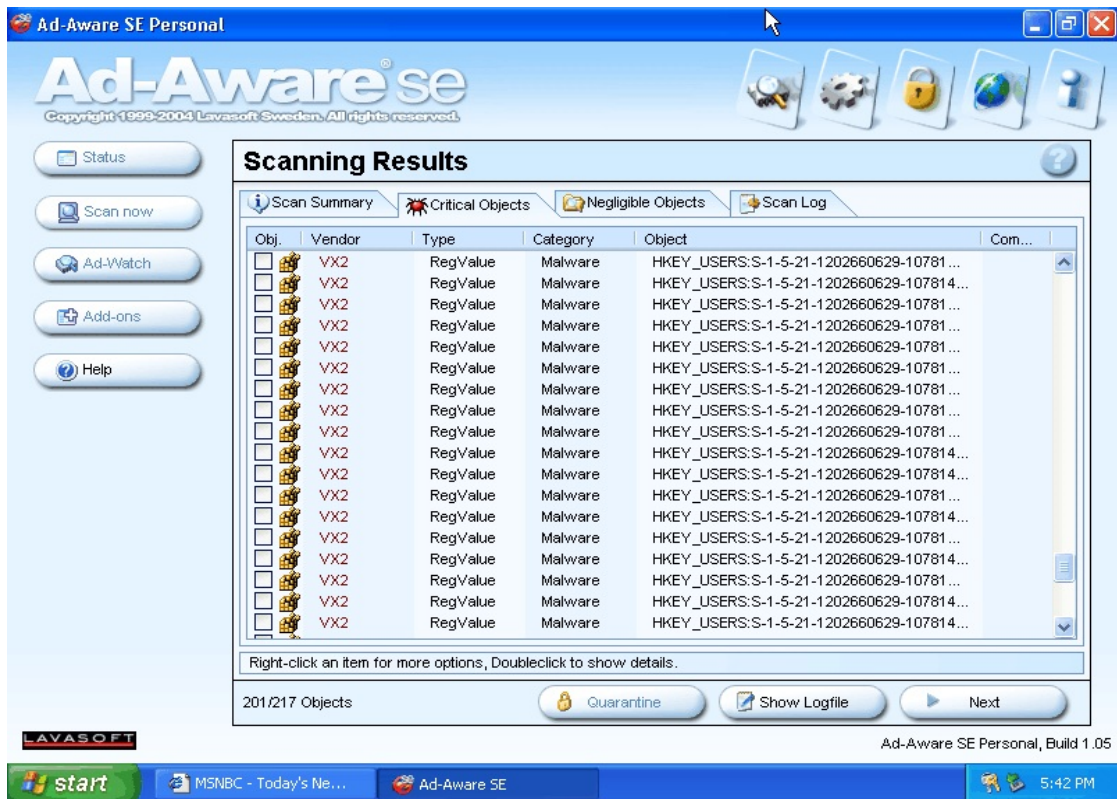 Ad-Aware SE Personal
Ad-Aware® se
Copyright 1999-2004 Lavasoft Sweden. All rights reserved.
Status
Scan now
Ad-Watch
Add-ons
Help
Scanning Results
Scan Summary Critical Objects Negligible Objects Scan Log
Obj. Vendor Type Category Object Com...
VX2 RegValue Malware HKEY_USERS:S-1-5-21-1202660629-10781...
VX2 RegValue Malware HKEY_USERS:S-1-5-21-1202660629-107814...
VX2 RegValue Malware HKEY_USERS:S-1-5-21-1202660629-10781...
VX2 RegValue Malware HKEY_USERS:S-1-5-21-1202660629-10781...
VX2 RegValue Malware HKEY_USERS:S-1-5-21-1202660629-10781...
VX2 RegValue Malware HKEY_USERS:S-1-5-21-1202660629-107814...
VX2 RegValue Malware HKEY_USERS:S-1-5-21-1202660629-10781...
VX2 RegValue Malware HKEY_USERS:S-1-5-21-1202660629-10781...
VX2 RegValue Malware HKEY_USERS:S-1-5-21-1202660629-10781...
VX2 RegValue Malware HKEY_USERS:S-1-5-21-1202660629-107814...
VX2 RegValue Malware HKEY_USERS:S-1-5-21-1202660629-107814...
VX2 RegValue Malware HKEY_USERS:S-1-5-21-1202660629-10781...
VX2 RegValue Malware HKEY_USERS:S-1-5-21-1202660629-107814...
VX2 RegValue Malware HKEY_USERS:S-1-5-21-1202660629-10781...
VX2 RegValue Malware HKEY_USERS:S-1-5-21-1202660629-107814...
VX2 RegValue Malware HKEY_USERS:S-1-5-21-1202660629-10781...
VX2 RegValue Malware HKEY_USERS:S-1-5-21-1202660629-107814...
VX2 RegValue Malware HKEY_USERS:S-1-5-21-1202660629-107814...
Right-click an item for more options, Doubleclick to show details.
201/217 Objects Quarantine Show Logfile Next
LAVASOFT
Ad-Aware SE Personal, Build 1.05
start MSNBC - Today's Ne... Ad-Aware SE 5:42 PM